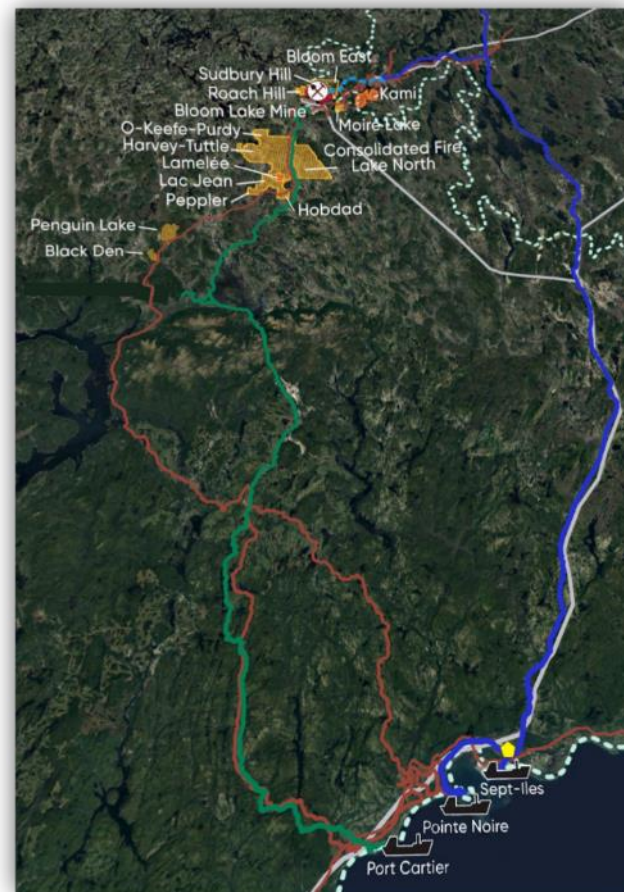 Bloom East
Sudbury Hill
Roach Hill
Kami
Bloom Lake Mine
Moire Lake
O-Keefe-Purdy
Harvey-Tuttle
Consolidated Fire
Lake North
Lamelée
Lac Jean
Peppler
Hobdad
Penguin Lake
Black Den
Sept-Iles
Pointe Noire
Port Cartier